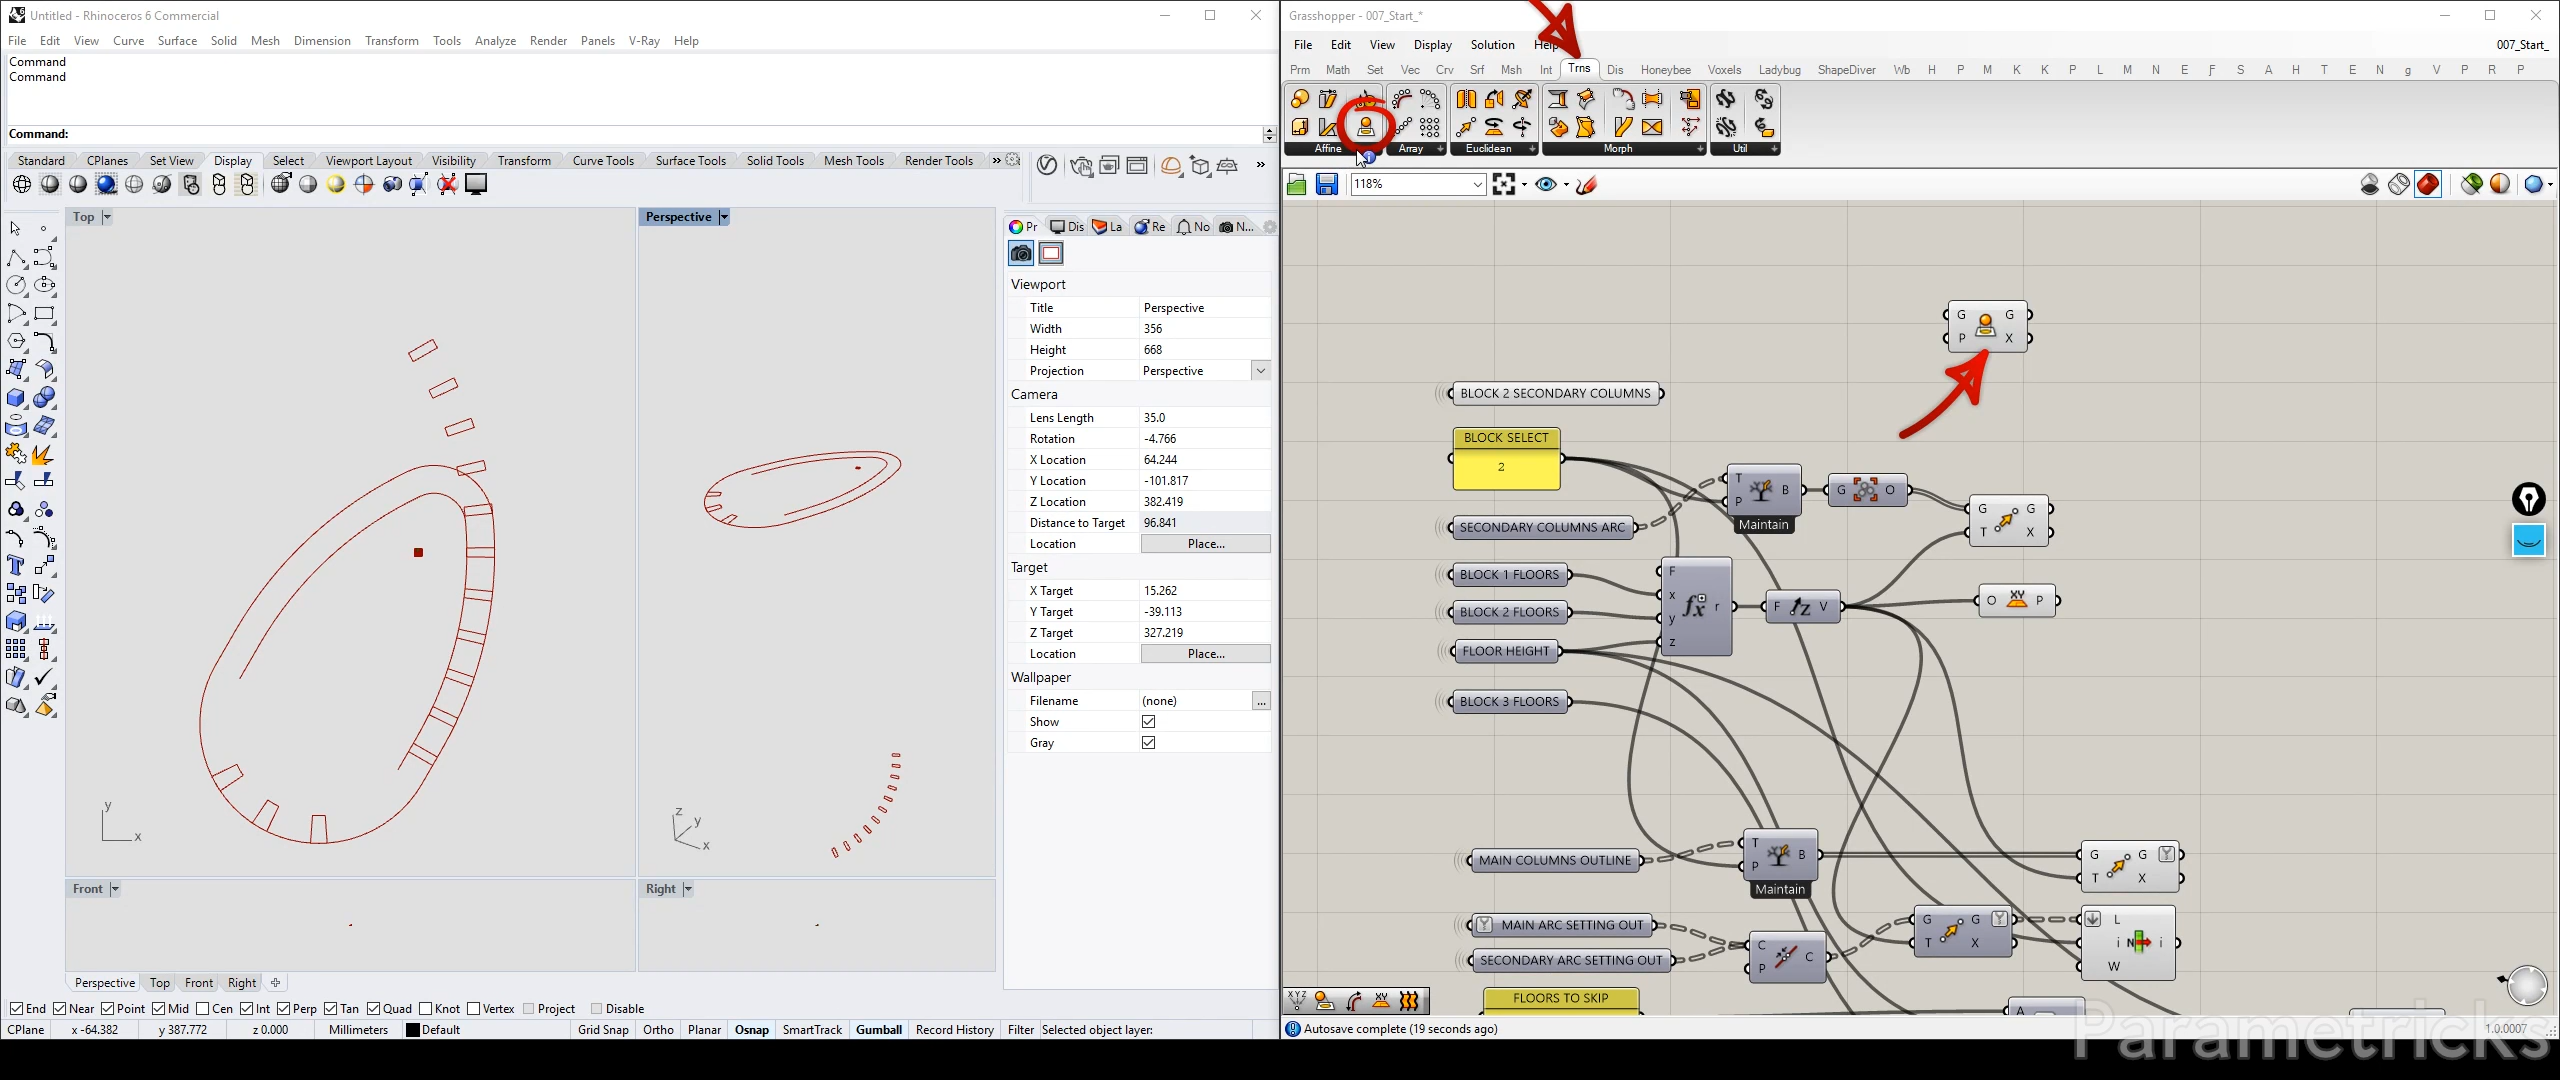 Untitled - Rhinoceros 6 Commercial
File Edit View Curve Surface Solid Mesh Dimension Transform Tools Analyze Render Panels V-Ray Help
Command
Command
Command:
Standard CPlanes Set View Display Select Viewport Layout Visibility Transform Curve Tools Surface Tools Solid Tools Mesh Tools Render Tools »
»
Top
Perspective
y
x
z
y
x
Front
Right
Perspective Top Front Right
Pr Dis La Re No N...
Viewport
Title Perspective
Width 356
Height 668
Projection Perspective
Camera
Lens Length 35.0
Rotation -4.766
X Location 64.244
Y Location -101.817
Z Location 382.419
Distance to Target 96.841
Location Place...
Target
X Target 15.262
Y Target -39.113
Z Target 327.219
Location Place...
Wallpaper
Filename (none) ...
Show
Gray
End Near Point Mid Cen Int Perp Tan Quad Knot Vertex Project Disable
CPlane x -64.382 y 387.772 z 0.000 Millimeters Default Grid Snap Ortho Planar Osnap SmartTrack Gumball Record History Filter Selected object layer:
Grasshopper - 007_Start_*
File Edit View Display Solution Help
007_Start_
Prm Math Set Vec Crv Srf Msh Int Trns Dis Honeybee Voxels Ladybug ShapeDiver Wb H P M K K P L M N E F S A H T E N g V P R P
Affine Array Euclidean Morph Util
118%
G G
P X
BLOCK 2 SECONDARY COLUMNS
BLOCK SELECT
2
T B
P
Maintain
G O
G G
T X
SECONDARY COLUMNS ARC
BLOCK 1 FLOORS
BLOCK 2 FLOORS
FLOOR HEIGHT
F
x
y
z
fx r
F Z V
O XY P
BLOCK 3 FLOORS
MAIN COLUMNS OUTLINE
T B
P
Maintain
G G
T X
MAIN ARC SETTING OUT
SECONDARY ARC SETTING OUT
C C
P
G G
T X
L
i N i
W
FLOORS TO SKIP
A
XYZ XY
Autosave complete (19 seconds ago)
1.0.0007
Parametricks